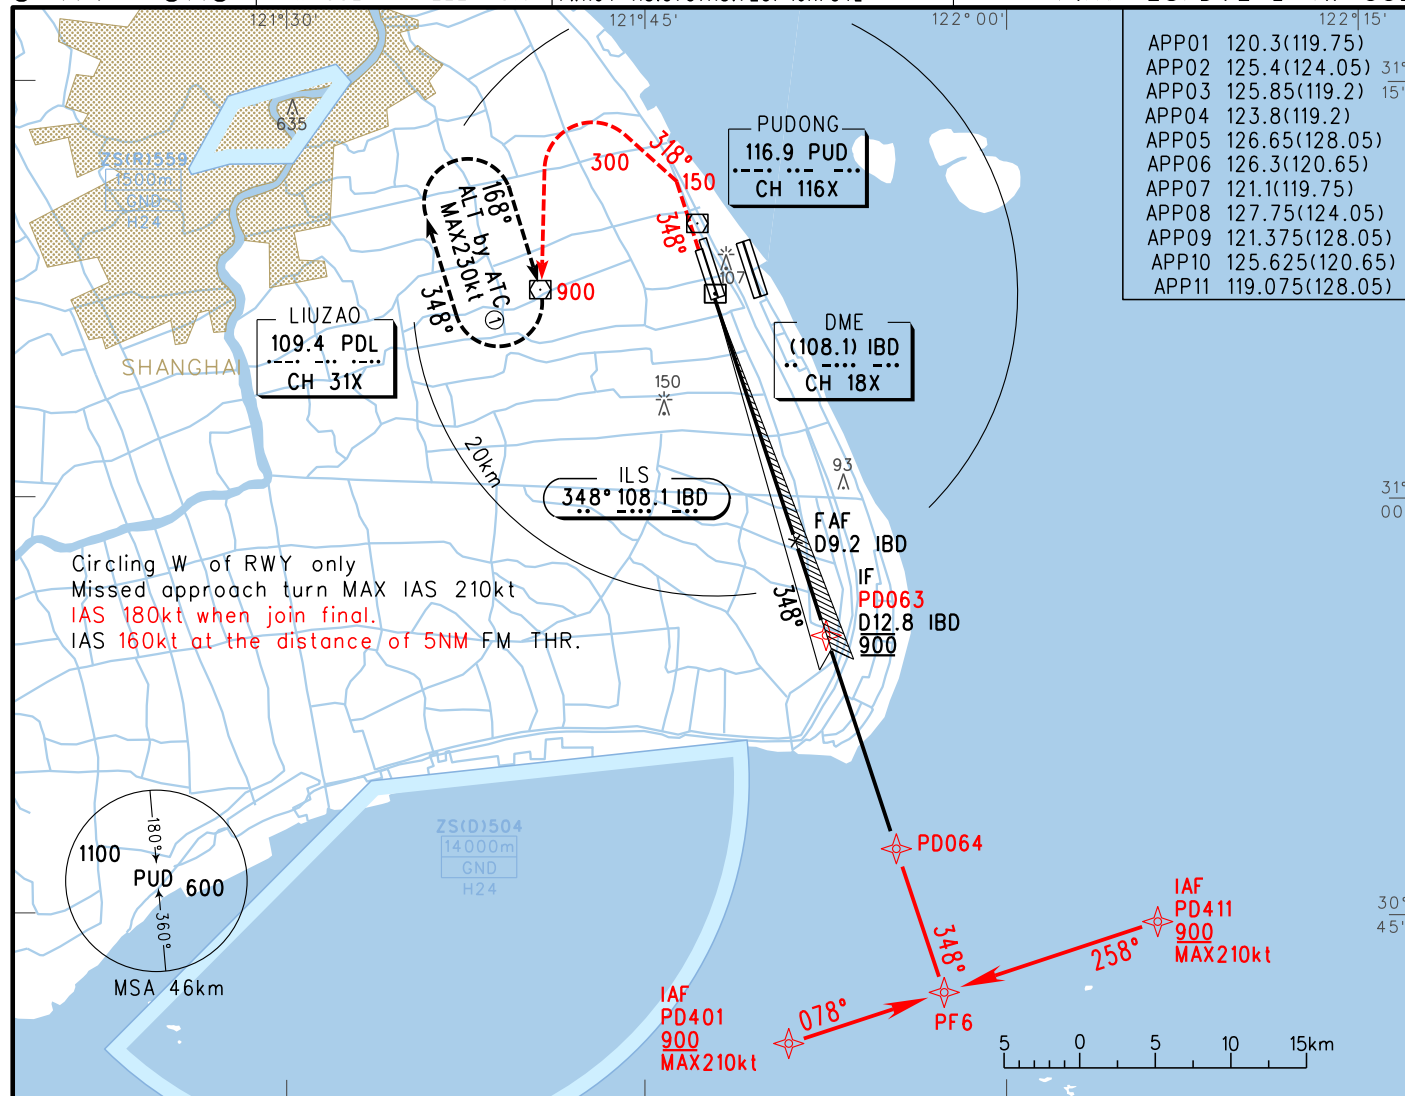 121°30'
121°45'
122°00'
122°15'
APP01 120.3(119.75)
APP02 125.4(124.05)
APP03 125.85(119.2)
APP04 123.8(119.2)
APP05 126.65(128.05)
APP06 126.3(120.65)
APP07 121.1(119.75)
APP08 127.75(124.05)
APP09 121.375(128.05)
APP10 125.625(120.65)
APP11 119.075(128.05)
31°
15'
635
ZS(R)1559
1500m
GND
H24
318°
300
150
348°
PUDONG
116.9 PUD
CH 116X
168°
ALT by ATC ①
MAX230kt
348°
900
107
LIUZAO
109.4 PDL
CH 31X
DME
(108.1) IBD
CH 18X
SHANGHAI
150
20km
93
ILS
348° 108.1 IBD
31°
00'
FAF
D9.2 IBD
Circling W of RWY only
Missed approach turn MAX IAS 210kt
IAS 180kt when join final.
IAS 160kt at the distance of 5NM FM THR.
348°
IF
PD063
D12.8 IBD
900
ZS(D)504
14000m
GND
H24
180°
1100
PUD
600
360°
MSA 46km
PD064
348°
IAF
PD411
900
MAX210kt
258°
30°
45'
IAF
PD401
900
MAX210kt
078°
PF6
5 0 5 10 15km